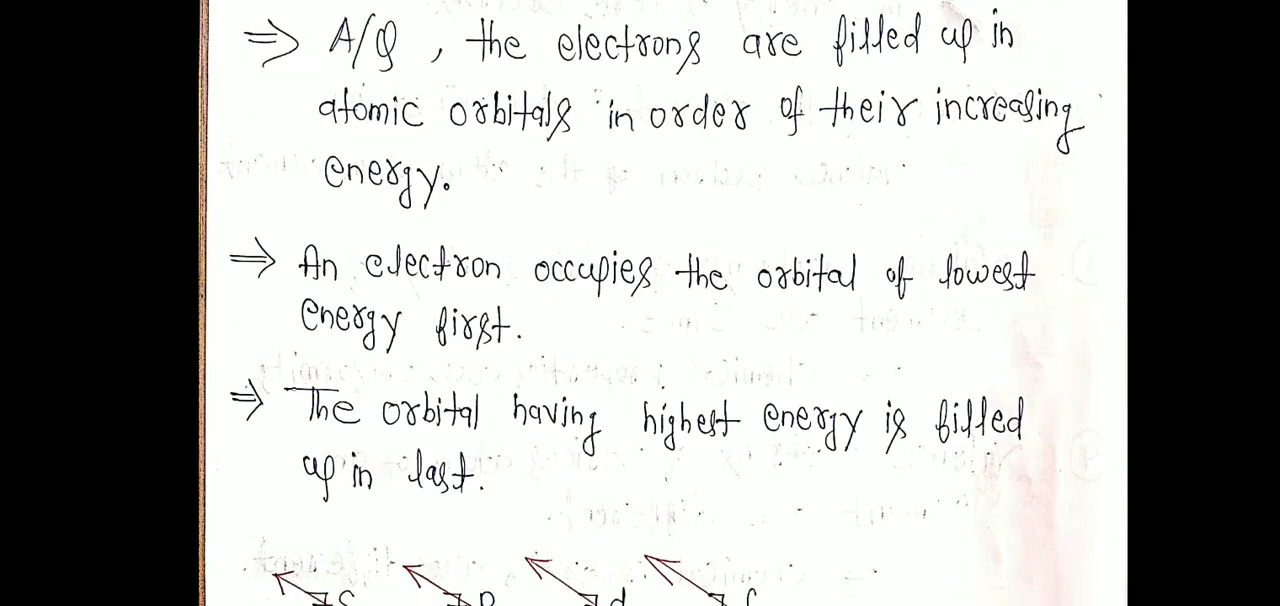 ⇒ A/Q, the electrons are filled up in
atomic orbitals in order of their increasing
energy.
⇒ An electron occupies the orbital of lowest
energy first.
⇒ The orbital having highest energy is filled
up in last.
s p d f